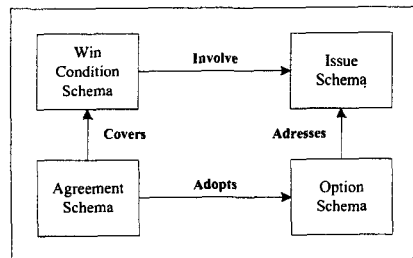 Win
Condition
Schema
Involve
Issue
Schema
Covers
Adresses
Agreement
Schema
Adopts
Option
Schema